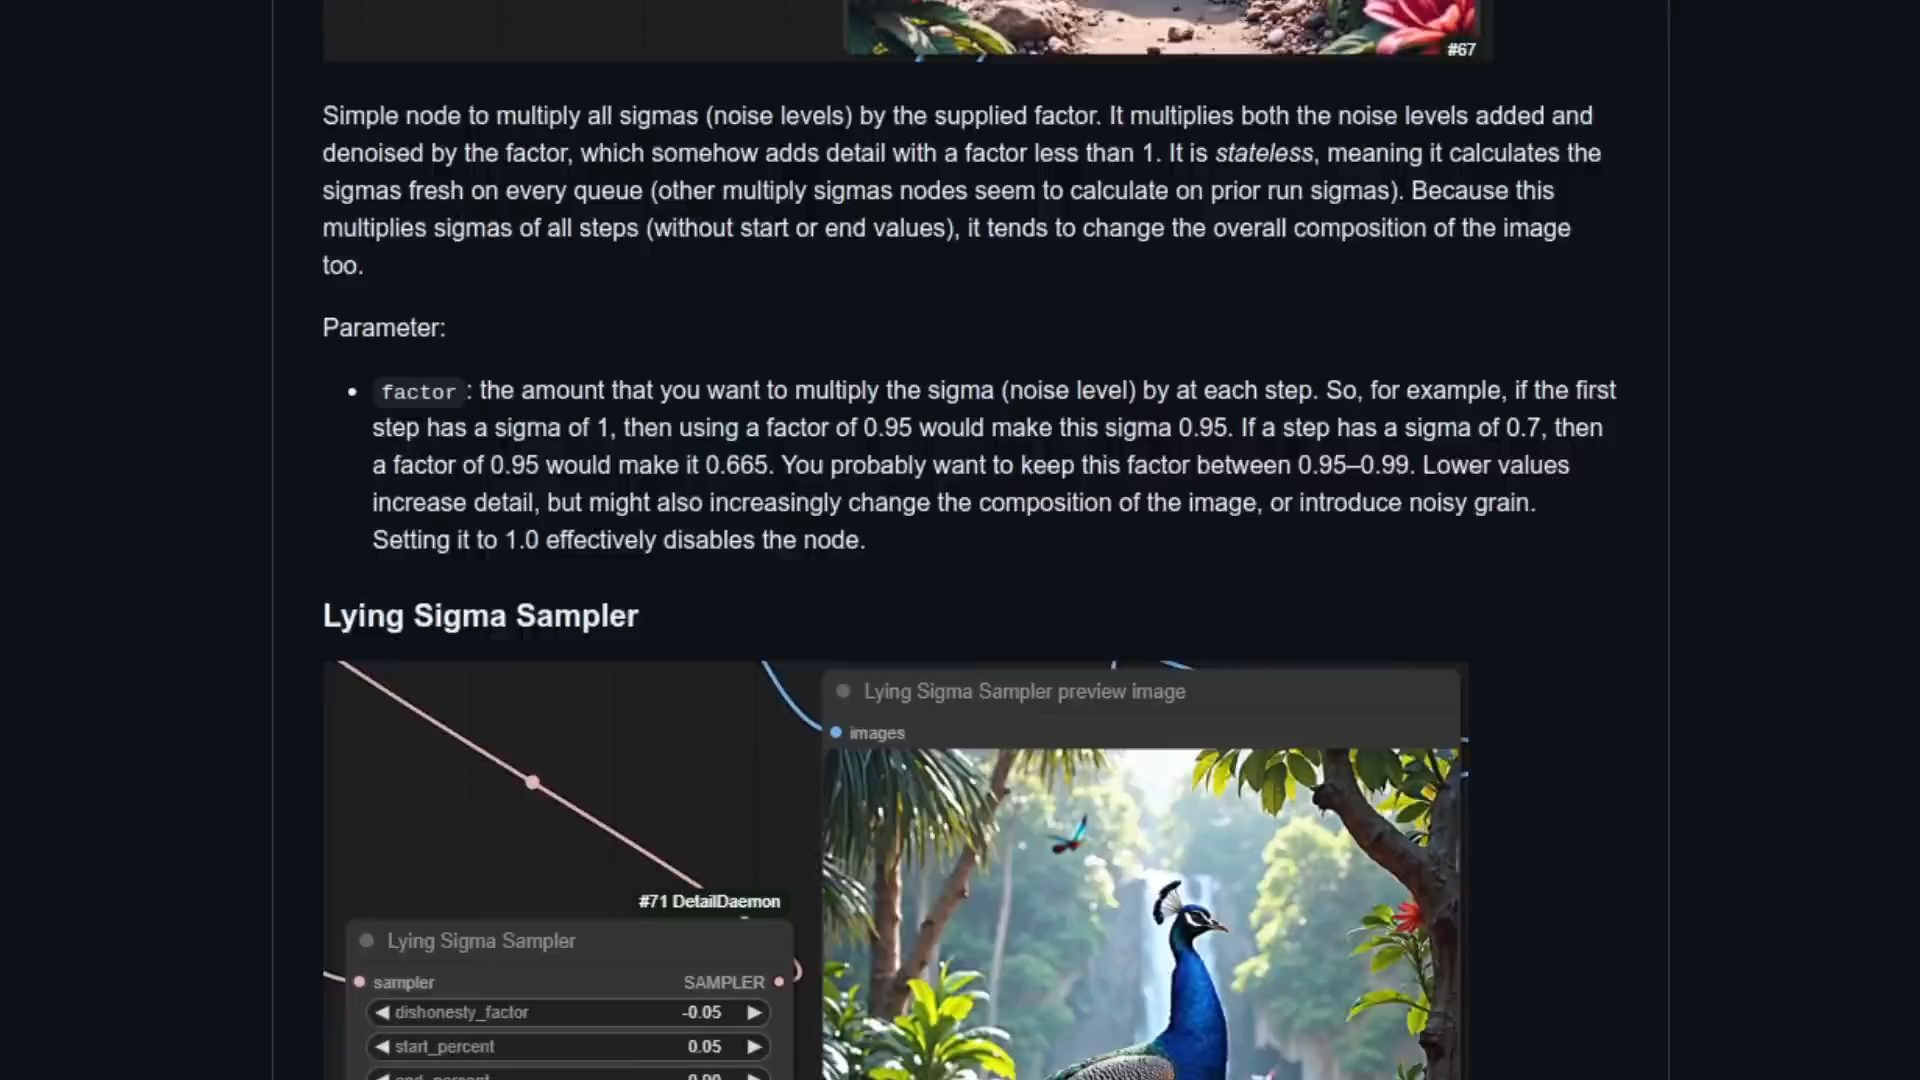 #67
Simple node to multiply all sigmas (noise levels) by the supplied factor. It multiplies both the noise levels added and
denoised by the factor, which somehow adds detail with a factor less than 1. It is stateless, meaning it calculates the
sigmas fresh on every queue (other multiply sigmas nodes seem to calculate on prior run sigmas). Because this
multiplies sigmas of all steps (without start or end values), it tends to change the overall composition of the image
too.
Parameter:
• factor: the amount that you want to multiply the sigma (noise level) by at each step. So, for example, if the first
step has a sigma of 1, then using a factor of 0.95 would make this sigma 0.95. If a step has a sigma of 0.7, then
a factor of 0.95 would make it 0.665. You probably want to keep this factor between 0.95–0.99. Lower values
increase detail, but might also increasingly change the composition of the image, or introduce noisy grain.
Setting it to 1.0 effectively disables the node.
Lying Sigma Sampler
Lying Sigma Sampler preview image
images
#71 DetailDaemon
Lying Sigma Sampler
sampler SAMPLER
dishonesty_factor -0.05
start_percent 0.05